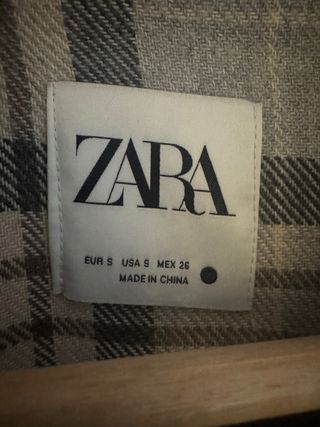 ZARA
EUR S USA S MEX 26
MADE IN CHINA